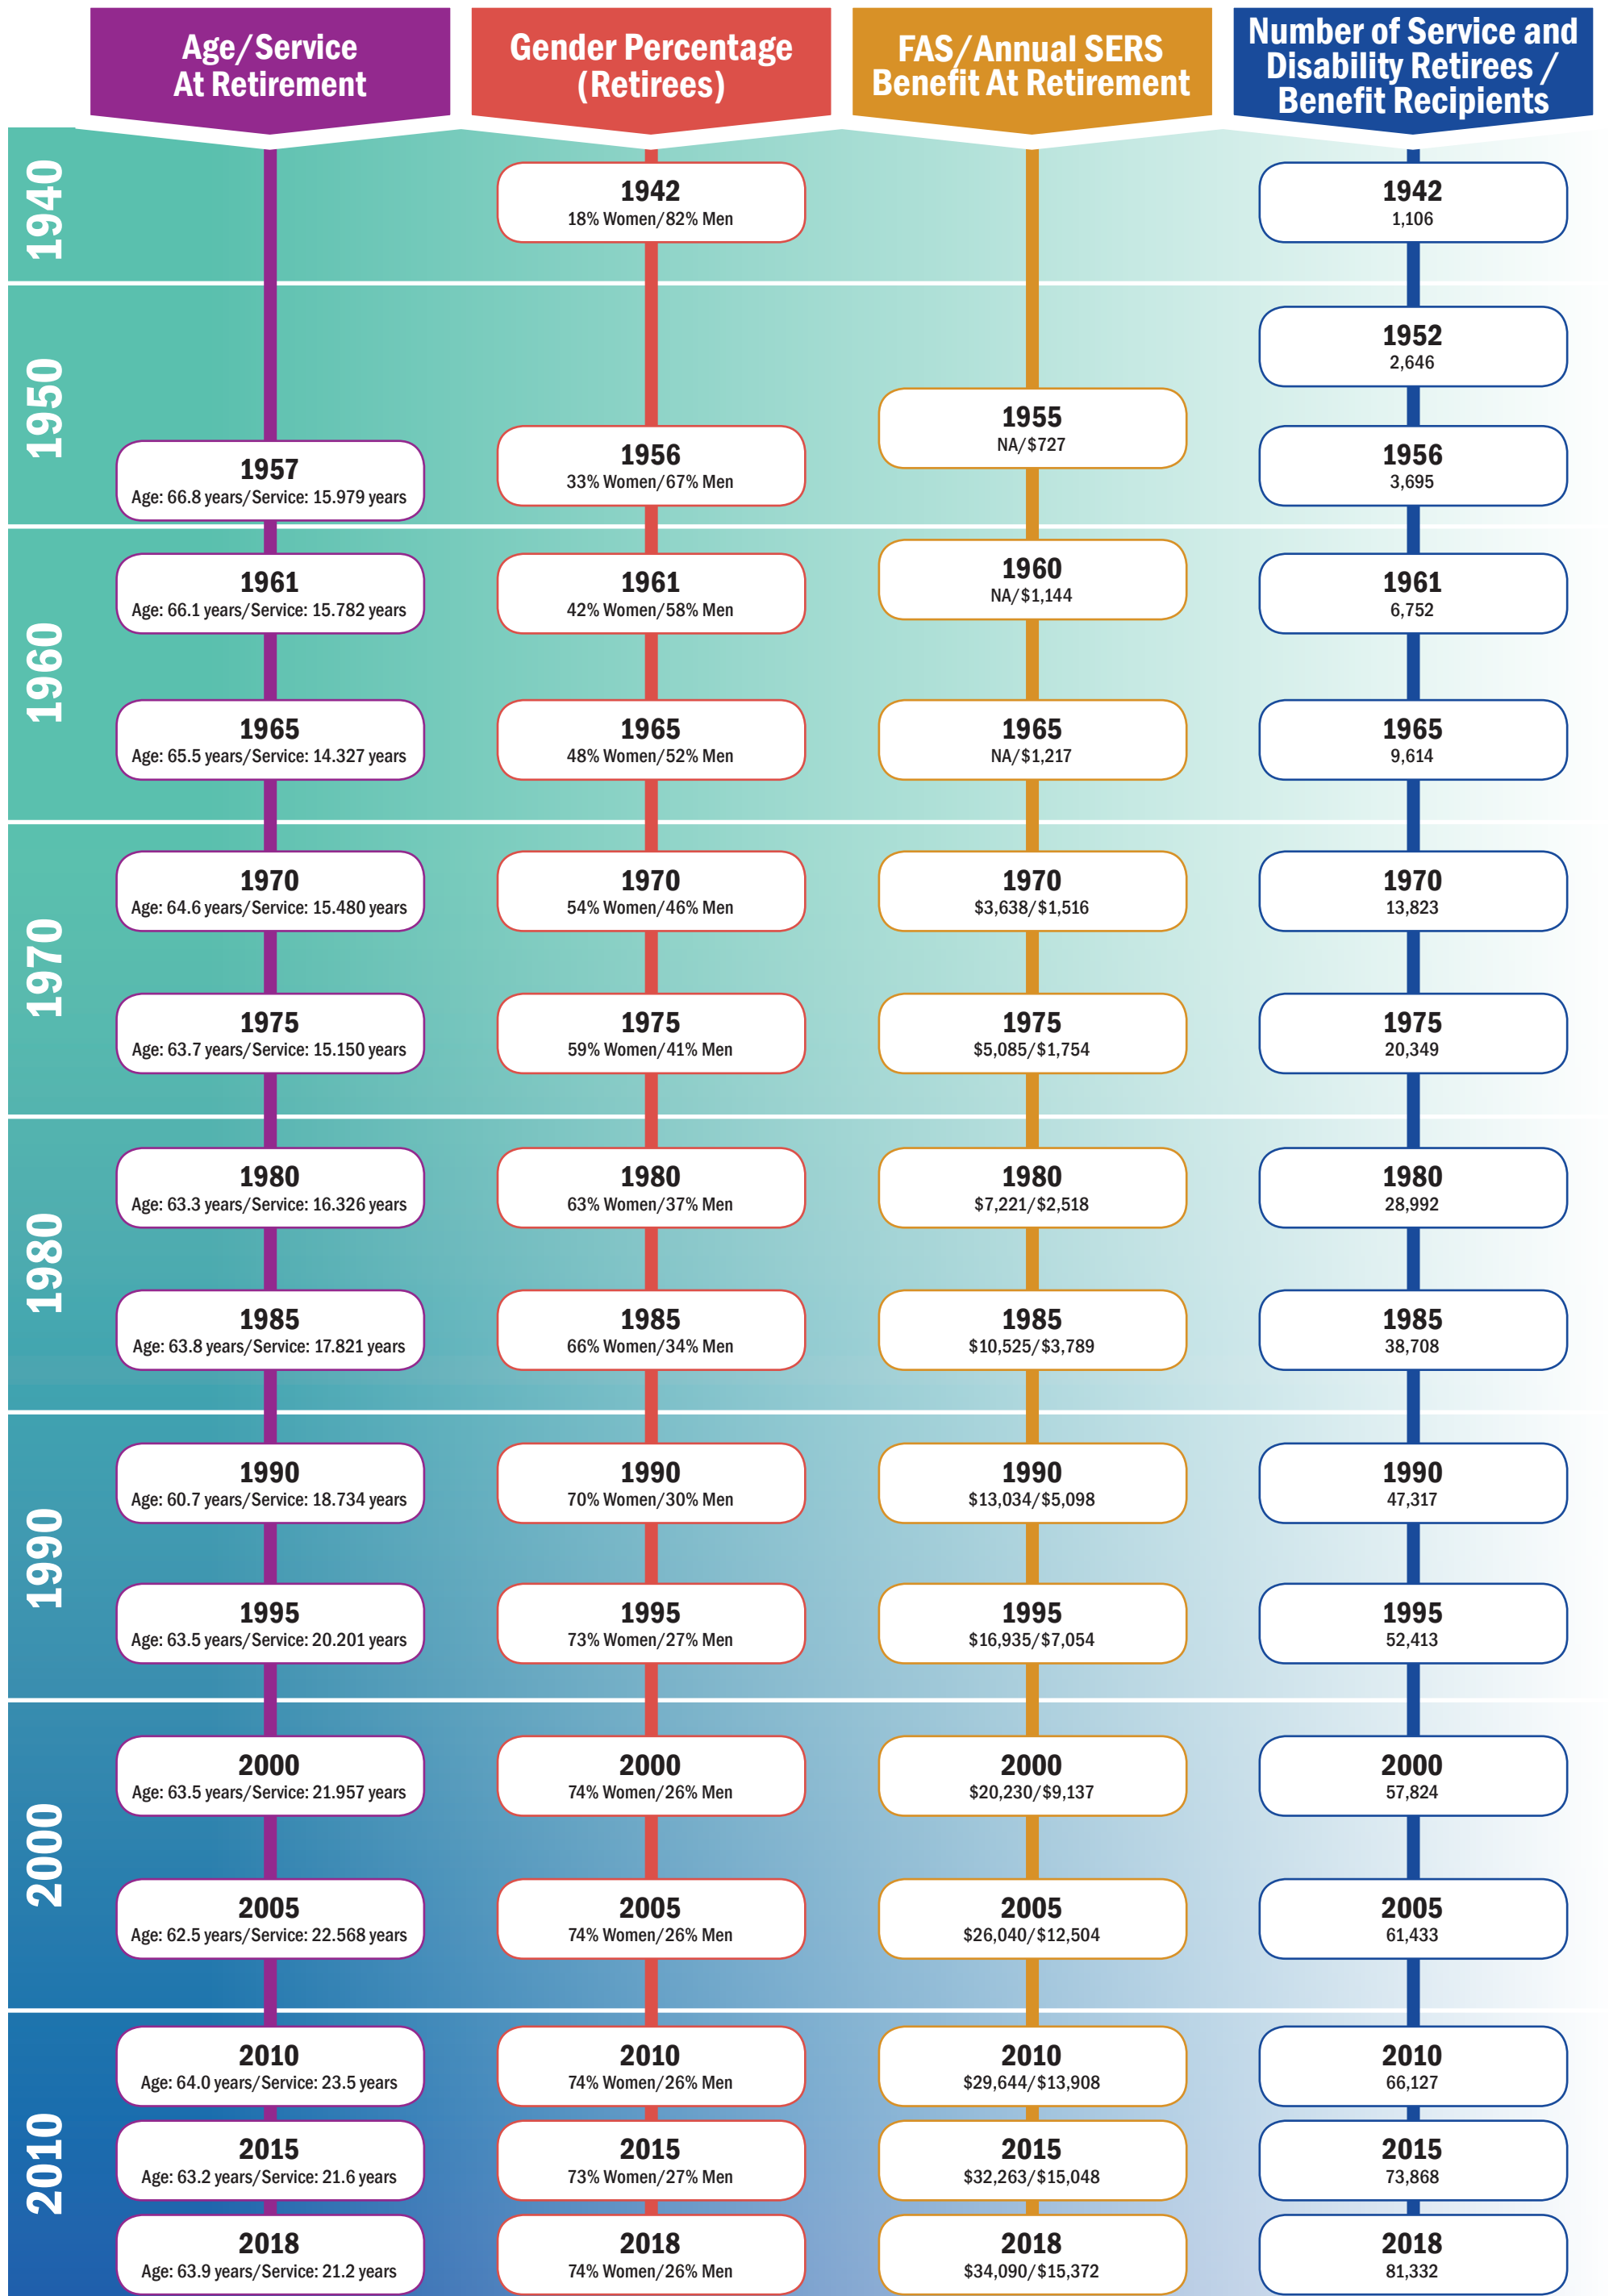 Age/Service
At Retirement
Gender Percentage
(Retirees)
FAS/Annual SERS
Benefit At Retirement
Number of Service and
Disability Retirees /
Benefit Recipients
1940
1942
18% Women/82% Men
1942
1,106
1950
1952
2,646
1955
NA/$727
1957
Age: 66.8 years/Service: 15.979 years
1956
33% Women/67% Men
1956
3,695
1960
1961
Age: 66.1 years/Service: 15.782 years
1961
42% Women/58% Men
1960
NA/$1,144
1961
6,752
1965
Age: 65.5 years/Service: 14.327 years
1965
48% Women/52% Men
1965
NA/$1,217
1965
9,614
1970
1970
Age: 64.6 years/Service: 15.480 years
1970
54% Women/46% Men
1970
$3,638/$1,516
1970
13,823
1975
Age: 63.7 years/Service: 15.150 years
1975
59% Women/41% Men
1975
$5,085/$1,754
1975
20,349
1980
1980
Age: 63.3 years/Service: 16.326 years
1980
63% Women/37% Men
1980
$7,221/$2,518
1980
28,992
1985
Age: 63.8 years/Service: 17.821 years
1985
66% Women/34% Men
1985
$10,525/$3,789
1985
38,708
1990
1990
Age: 60.7 years/Service: 18.734 years
1990
70% Women/30% Men
1990
$13,034/$5,098
1990
47,317
1995
Age: 63.5 years/Service: 20.201 years
1995
73% Women/27% Men
1995
$16,935/$7,054
1995
52,413
2000
2000
Age: 63.5 years/Service: 21.957 years
2000
74% Women/26% Men
2000
$20,230/$9,137
2000
57,824
2005
Age: 62.5 years/Service: 22.568 years
2005
74% Women/26% Men
2005
$26,040/$12,504
2005
61,433
2010
2010
Age: 64.0 years/Service: 23.5 years
2010
74% Women/26% Men
2010
$29,644/$13,908
2010
66,127
2015
Age: 63.2 years/Service: 21.6 years
2015
73% Women/27% Men
2015
$32,263/$15,048
2015
73,868
2018
Age: 63.9 years/Service: 21.2 years
2018
74% Women/26% Men
2018
$34,090/$15,372
2018
81,332